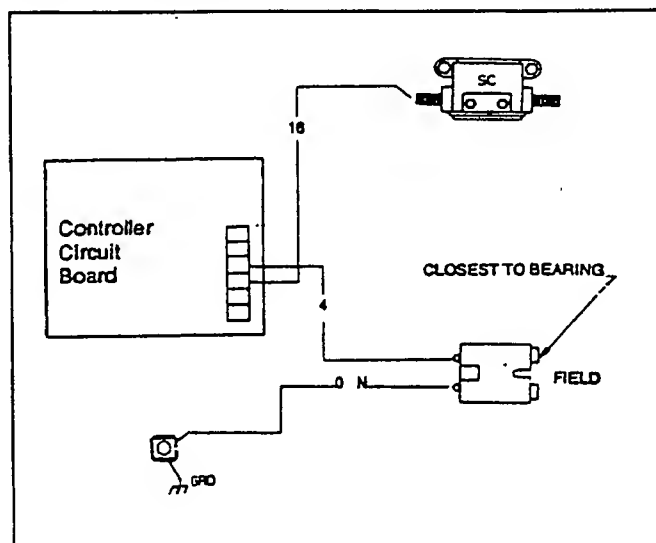 SC
16
Controller
Circuit
Board
CLOSEST TO BEARING
4
FIELD
0 N
GRD